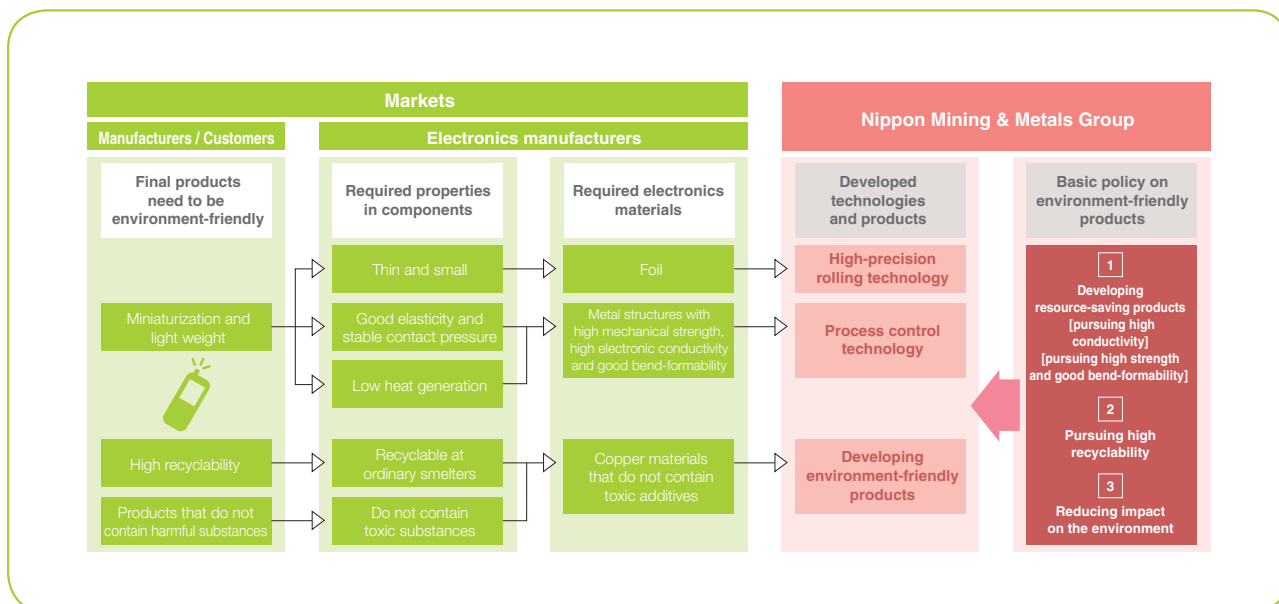 Markets
Manufacturers / Customers
Electronics manufacturers
Nippon Mining & Metals Group
Final products
need to be
environment-friendly
Required properties
in components
Required electronics
materials
Developed
technologies
and products
Basic policy on
environment-friendly
products
Miniaturization and
light weight
High recyclability
Products that do not
contain harmful substances
Thin and small
Good elasticity and
stable contact pressure
Low heat generation
Recyclable at
ordinary smelters
Do not contain
toxic substances
Foil
Metal structures with
high mechanical strength,
high electronic conductivity
and good bend-formability
Copper materials
that do not contain
toxic additives
High-precision
rolling technology
Process control
technology
Developing
environment-friendly
products
1
Developing
resource-saving products
[pursuing high
conductivity]
[pursuing high strength
and good bend-formability]
2
Pursuing high
recyclability
3
Reducing impact
on the environment